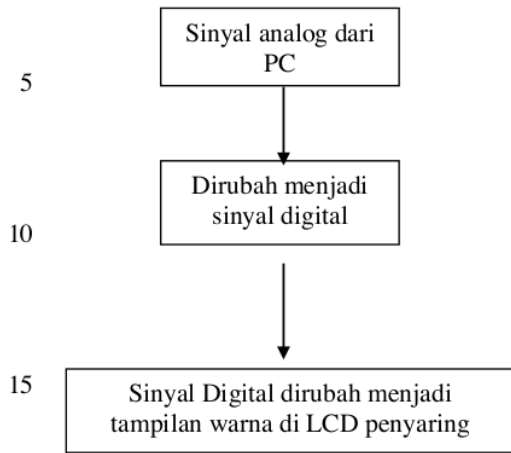 Sinyal analog dari
PC
5
Dirubah menjadi
sinyal digital
10
15
Sinyal Digital dirubah menjadi
tampilan warna di LCD penyaring